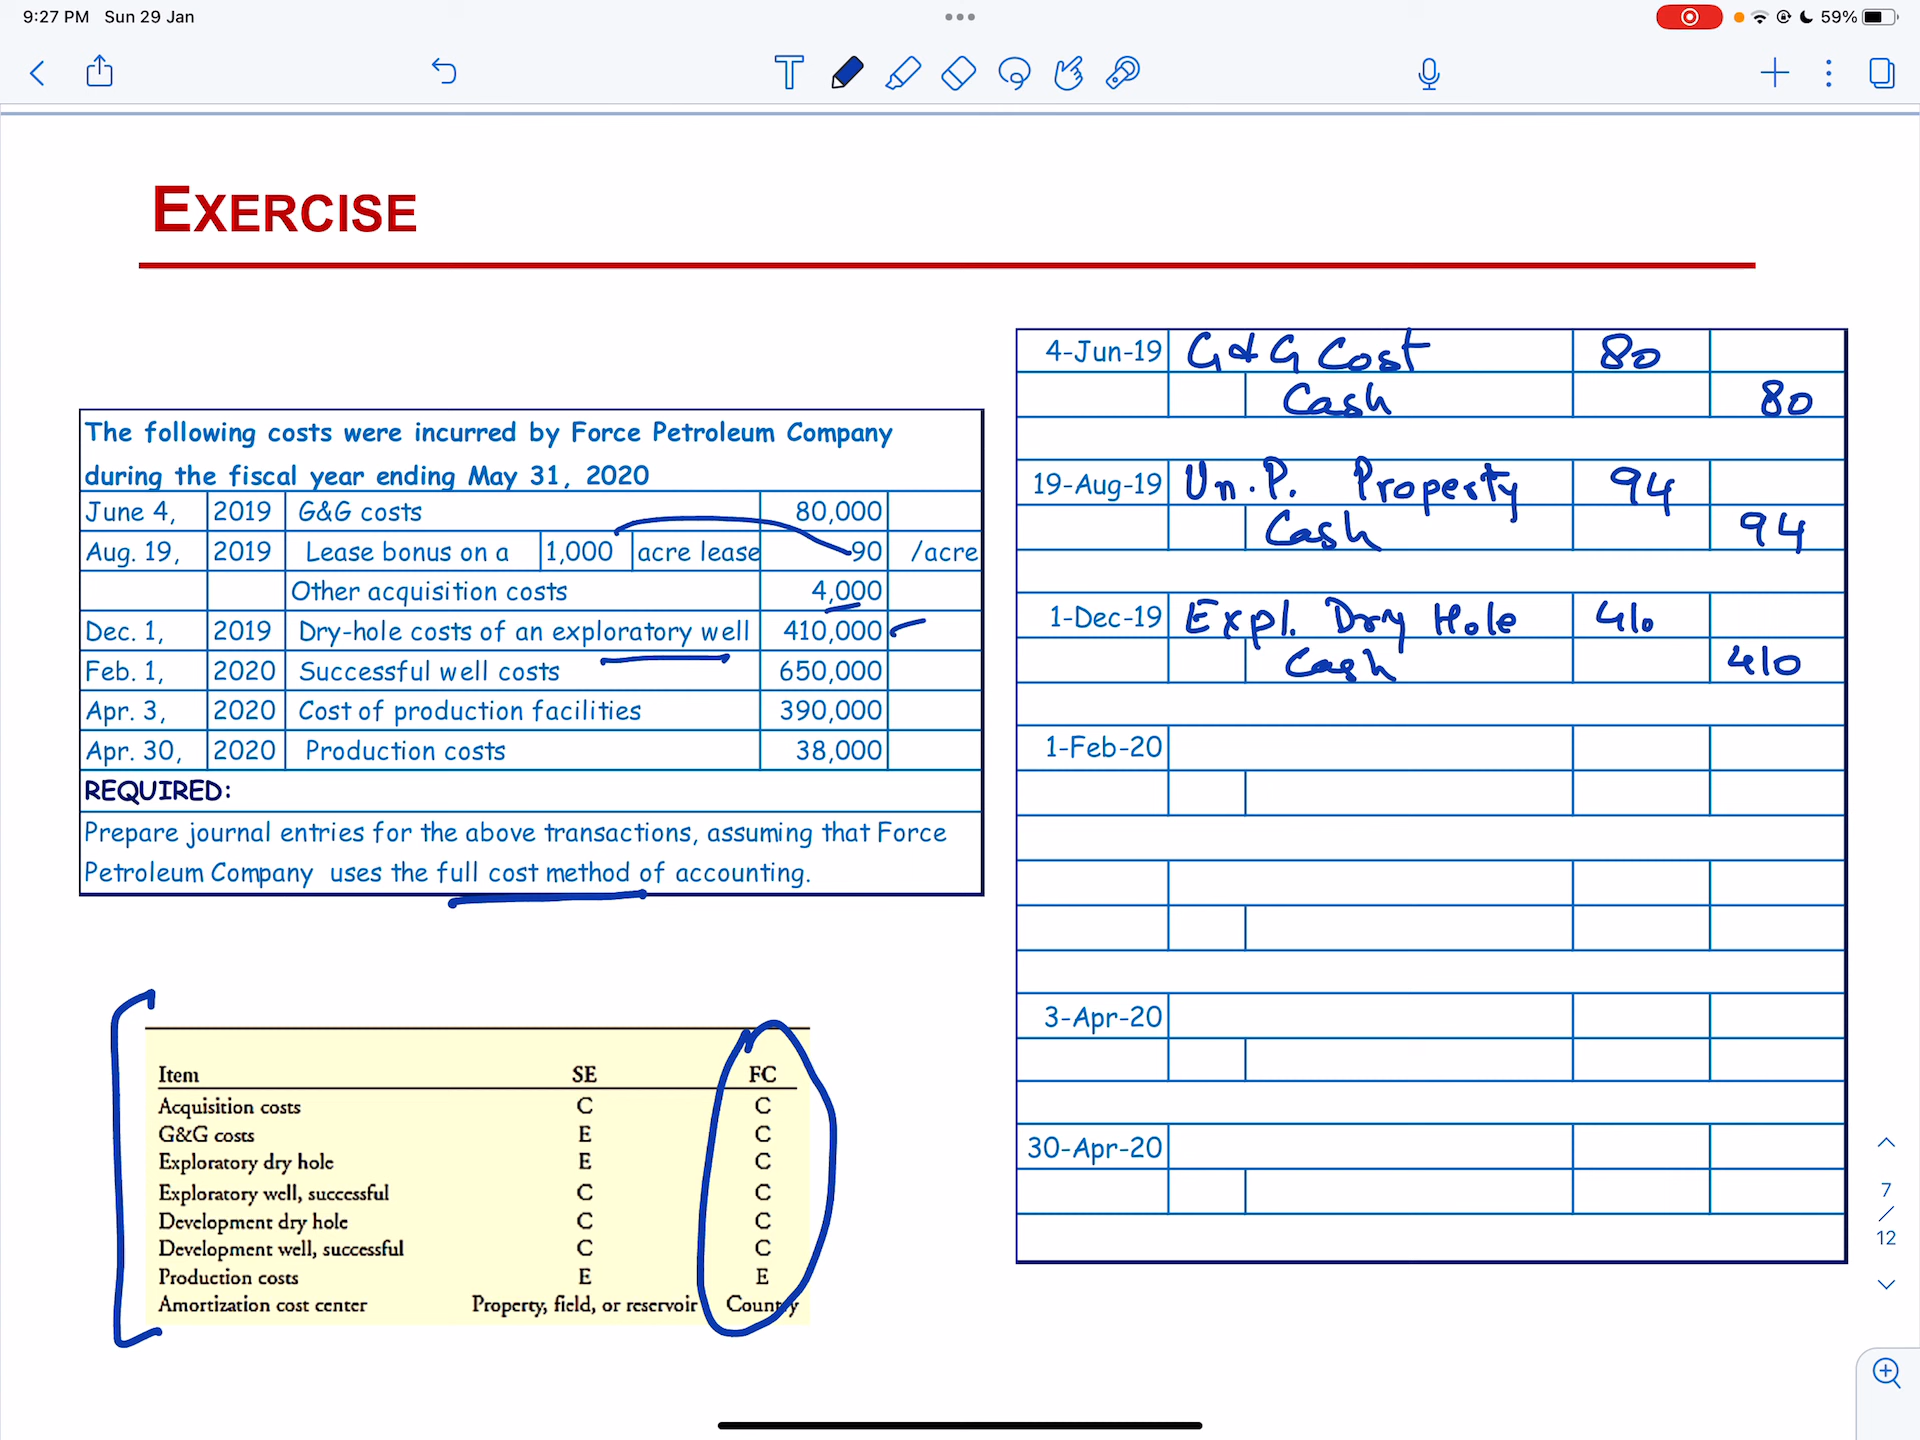 9:27 PM Sun 29 Jan
59%
EXERCISE
The following costs were incurred by Force Petroleum Company
during the fiscal year ending May 31, 2020
June 4, 2019 G&G costs 80,000
Aug. 19, 2019 Lease bonus on a 1,000 acre lease 90 /acre
Other acquisition costs 4,000
Dec. 1, 2019 Dry-hole costs of an exploratory well 410,000
Feb. 1, 2020 Successful well costs 650,000
Apr. 3, 2020 Cost of production facilities 390,000
Apr. 30, 2020 Production costs 38,000
REQUIRED:
Prepare journal entries for the above transactions, assuming that Force
Petroleum Company uses the full cost method of accounting.
Item SE FC
Acquisition costs C C
G&G costs E C
Exploratory dry hole E C
Exploratory well, successful C C
Development dry hole C C
Development well, successful C C
Production costs E E
Amortization cost center Property, field, or reservoir Country
4-Jun-19 G & G Cost 80
Cash 80
19-Aug-19 Un. P. Property 94
Cash 94
1-Dec-19 Expl. Dry Hole 410
Cash 410
1-Feb-20
3-Apr-20
30-Apr-20
7
/
12